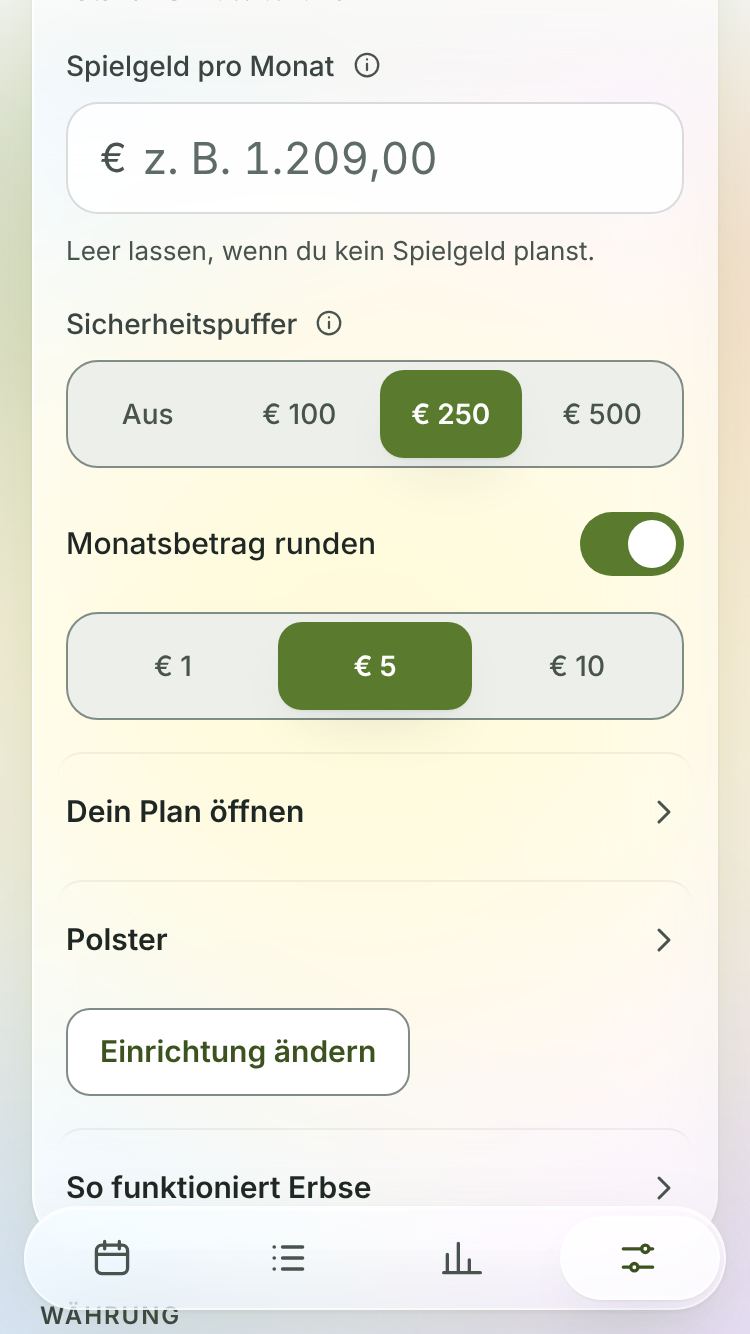 Spielgeld pro Monat
€ z. B. 1.209,00
Leer lassen, wenn du kein Spielgeld planst.
Sicherheitspuffer
Aus € 100 € 250 € 500
Monatsbetrag runden
€ 1 € 5 € 10
Dein Plan öffnen
Polster
Einrichtung ändern
So funktioniert Erbse
WÄHRUNG